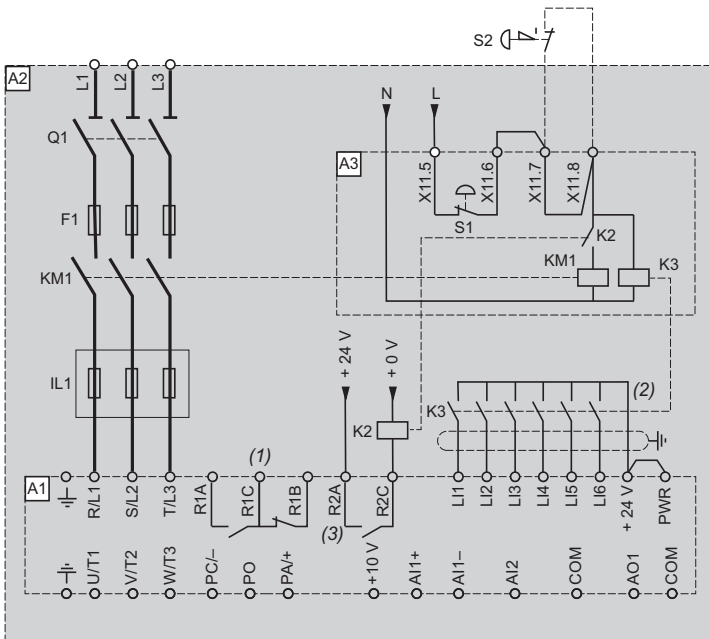 S2
A2
L1
L2
L3
N
L
Q1
A3
X11.5
X11.6
X11.7
X11.8
S1
K2
F1
KM1
KM1
K3
+ 24 V
+ 0 V
IL1
(2)
K3
K2
(1)
A1
R/L1
S/L2
T/L3
R1A
R1C
R1B
R2A
R2C
LI1
LI2
LI3
LI4
LI5
LI6
+ 24 V
PWR
(3)
U/T1
V/T2
W/T3
PC/–
PO
PA/+
+10 V
AI1+
AI1–
AI2
COM
AO1
COM